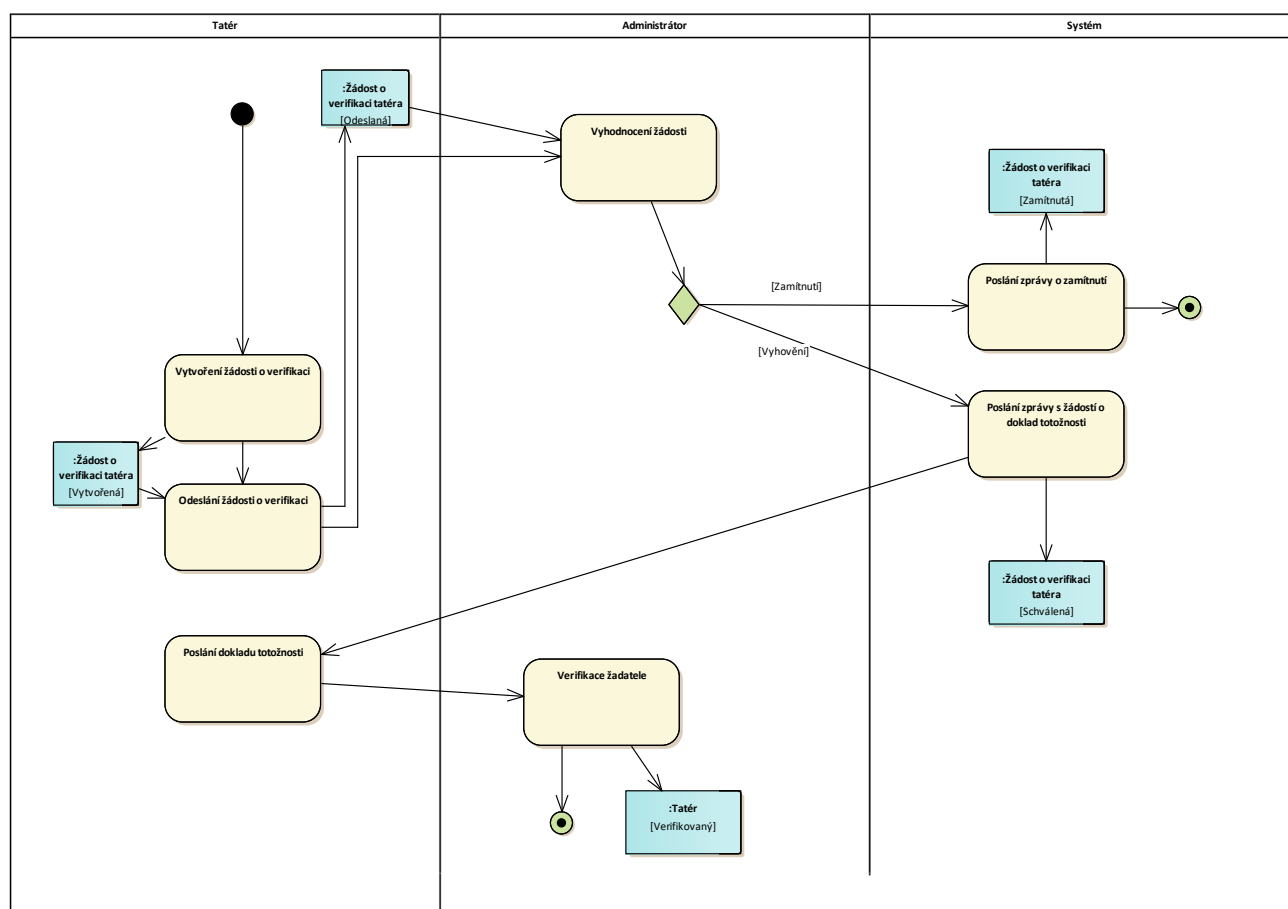 Tatér
Administrátor
Systém
:Žádost o
verifikaci tatéra
[Odeslaná]
Vyhodnocení žádosti
:Žádost o verifikaci
tatéra
[Zamítnutá]
[Zamítnutí]
Poslání zprávy o zamítnutí
[Vyhovění]
Vytvoření žádosti o verifikaci
Poslání zprávy s žádostí o
doklad totožnosti
:Žádost o
verifikaci tatéra
[Vytvořená]
Odeslání žádosti o verifikaci
:Žádost o verifikaci
tatéra
[Schválená]
Poslání dokladu totožnosti
Verifikace žadatele
:Tatér
[Verifikovaný]